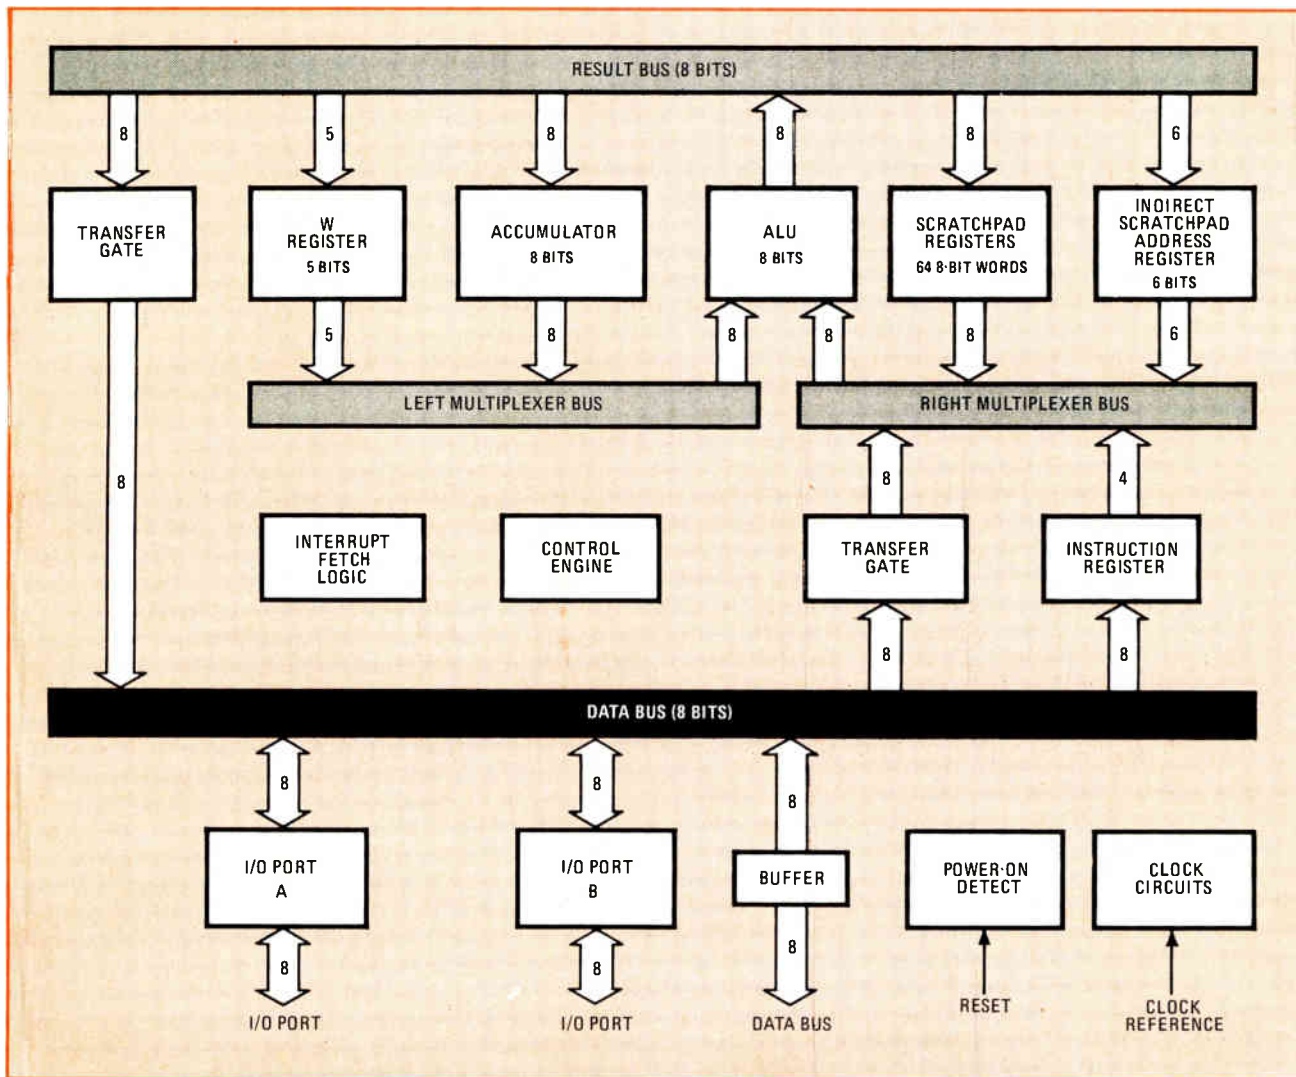 RESULT BUS (8 BITS)
8
5
8
8
8
6
TRANSFER
GATE
W
REGISTER
5 BITS
ACCUMULATOR
8 BITS
ALU
8 BITS
SCRATCHPAD
REGISTERS
64 8-BIT WORDS
INDIRECT
SCRATCHPAD
ADDRESS
REGISTER
6 BITS
5
8
8
8
8
6
LEFT MULTIPLEXER BUS
RIGHT MULTIPLEXER BUS
8
8
4
INTERRUPT
FETCH
LOGIC
CONTROL
ENGINE
TRANSFER
GATE
INSTRUCTION
REGISTER
8
8
DATA BUS (8 BITS)
8
8
8
I/O PORT
A
I/O PORT
B
BUFFER
POWER-ON
DETECT
CLOCK
CIRCUITS
8
8
8
I/O PORT
I/O PORT
DATA BUS
RESET
CLOCK
REFERENCE